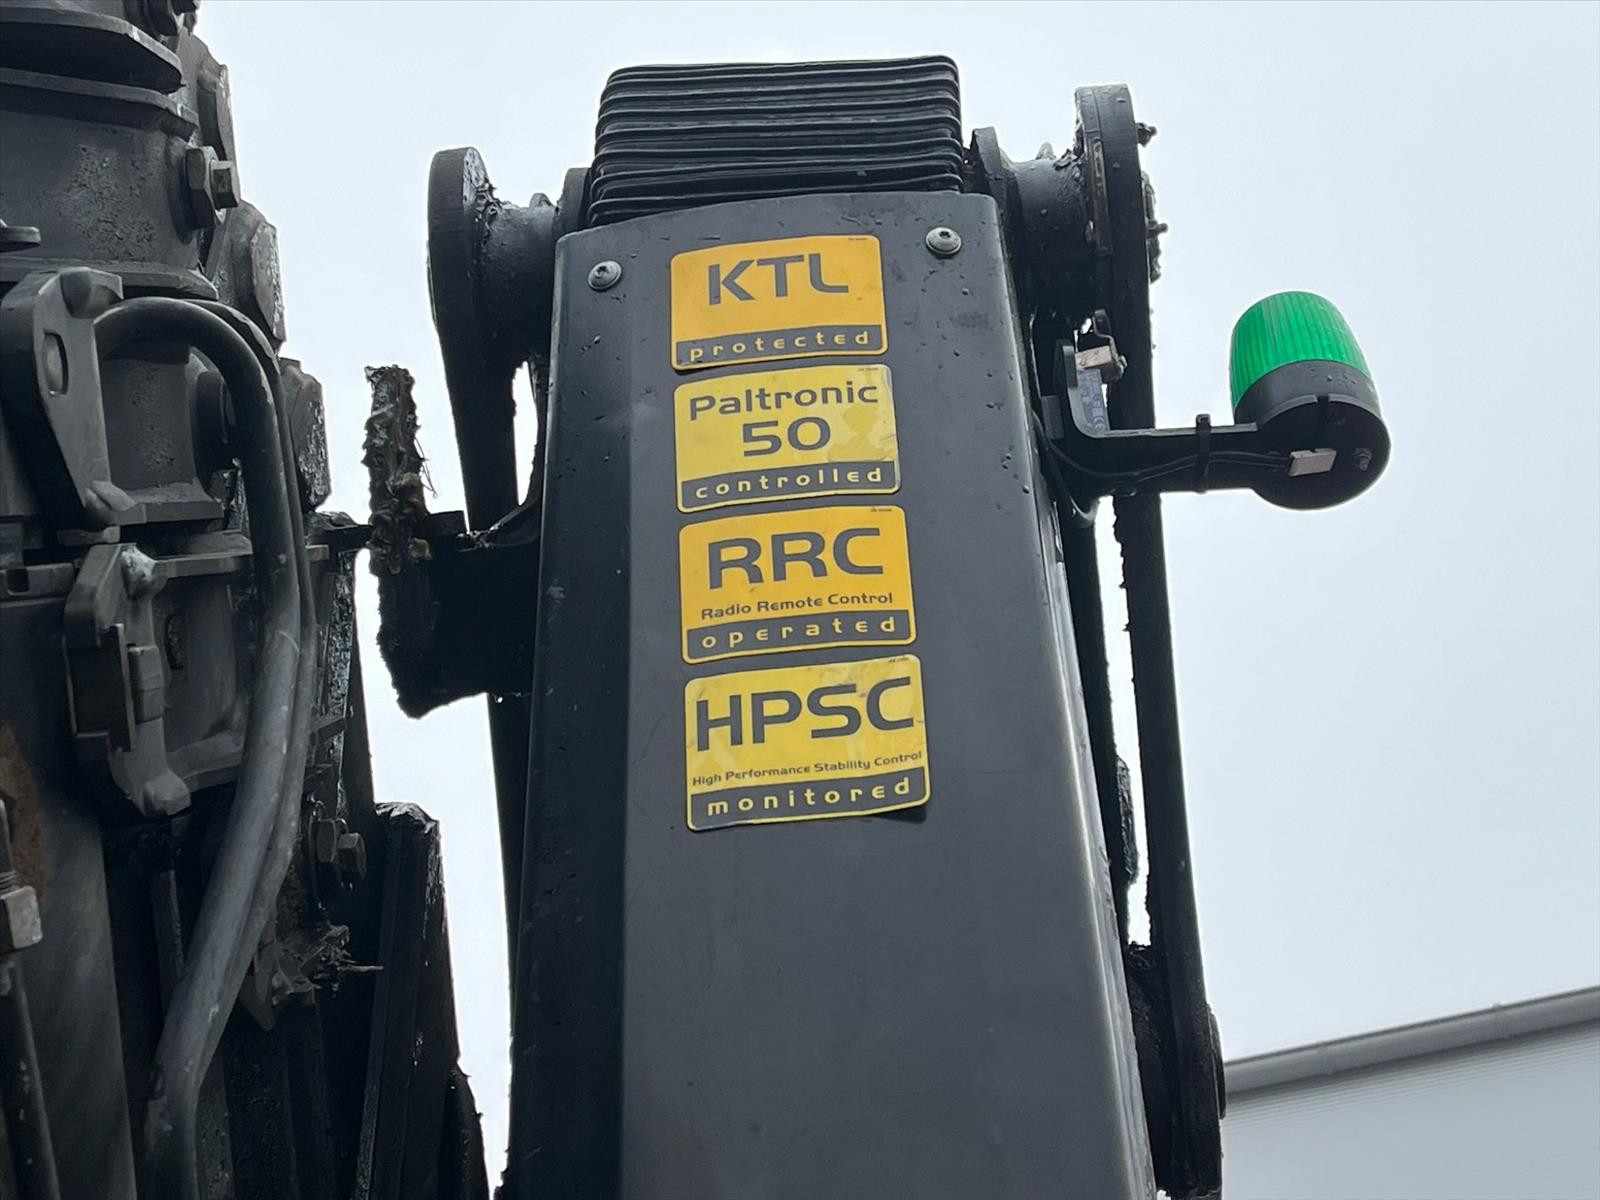 KTL
protected
Paltronic
50
controlled
RRC
Radio Remote Control
operated
HPSC
High Performance Stability Control
monitored